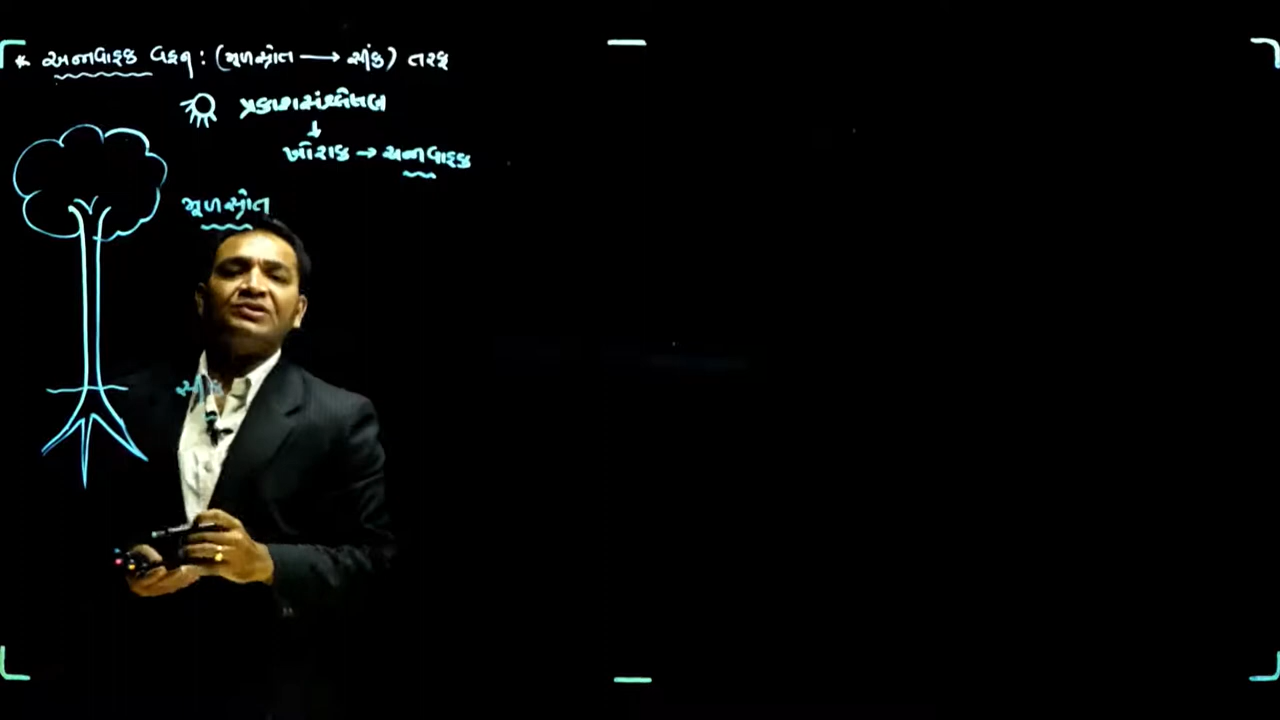 * અન્નવાહક વહન : (મૂળસ્રોત → સીંક) તરફ
પ્રકાશસંશ્લેષણ
↓
ખોરાક → અન્નવાહક
મૂળસ્રોત